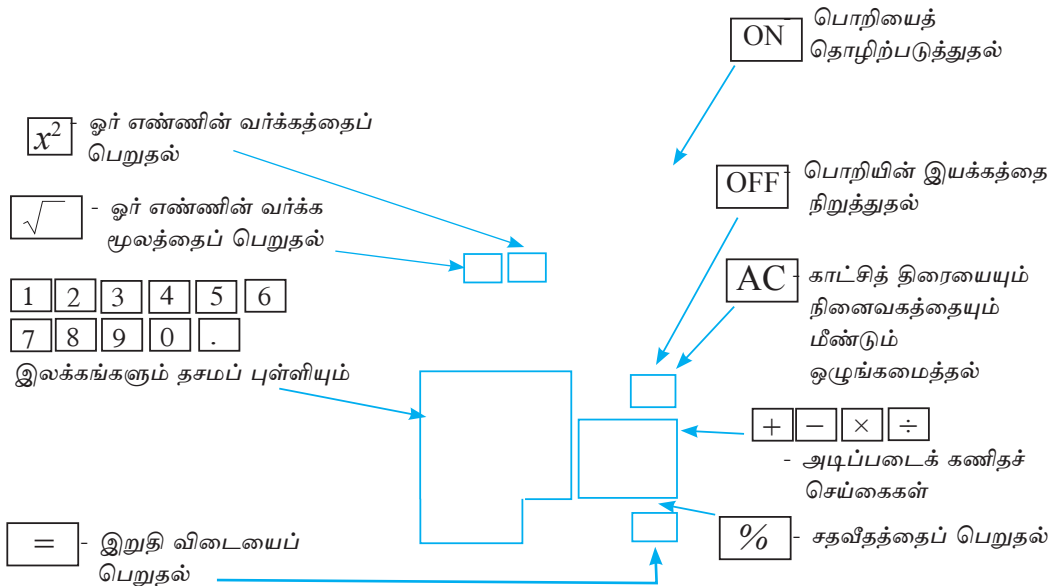 ON - பொறியைத்
தொழிற்படுத்துதல்
x² - ஓர் எண்ணின் வர்க்கத்தைப்
பெறுதல்
√ - ஓர் எண்ணின் வர்க்க
மூலத்தைப் பெறுதல்
OFF - பொறியின் இயக்கத்தை
நிறுத்துதல்
AC - காட்சித் திரையையும்
நினைவகத்தையும்
மீண்டும்
ஒழுங்கமைத்தல்
1 2 3 4 5 6
7 8 9 0 .
இலக்கங்களும் தசமப் புள்ளியும்
+ − × ÷
- அடிப்படைக் கணிதச்
செய்கைகள்
= - இறுதி விடையைப்
பெறுதல்
% - சதவீதத்தைப் பெறுதல்